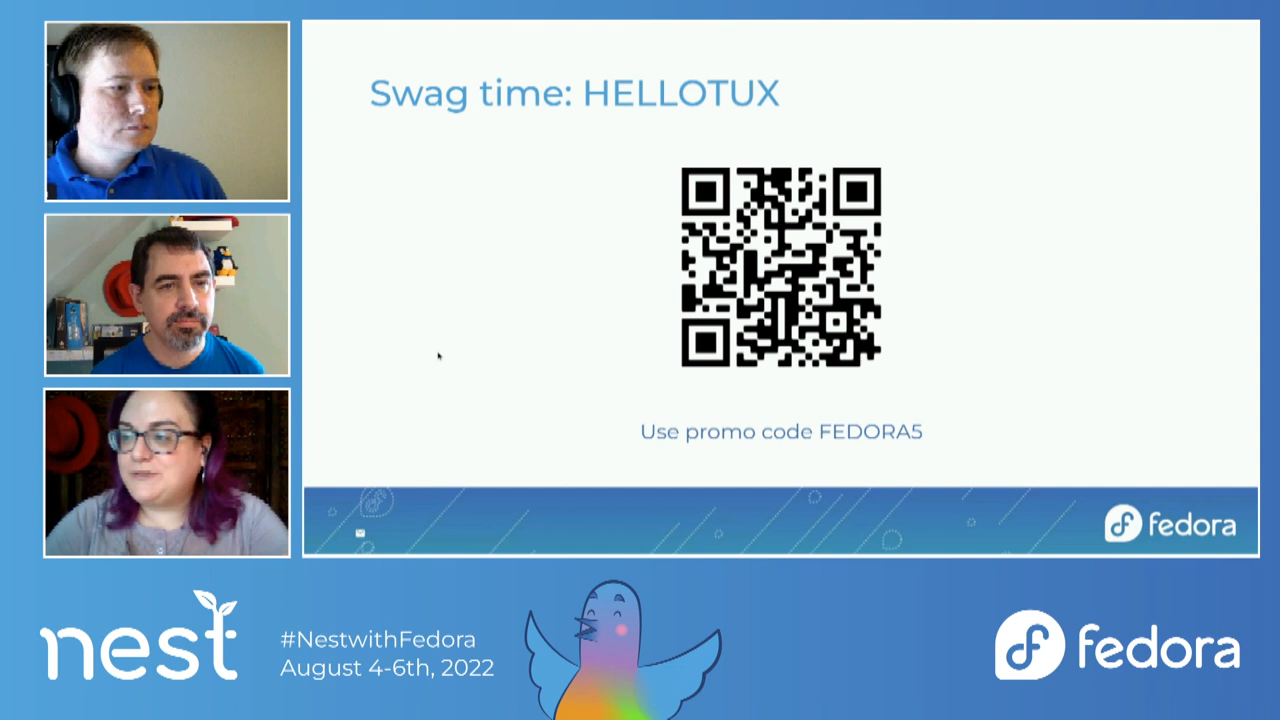 Swag time: HELLOTUX
Use promo code FEDORA5
fedora
nest
#NestwithFedora
August 4-6th, 2022
fedora